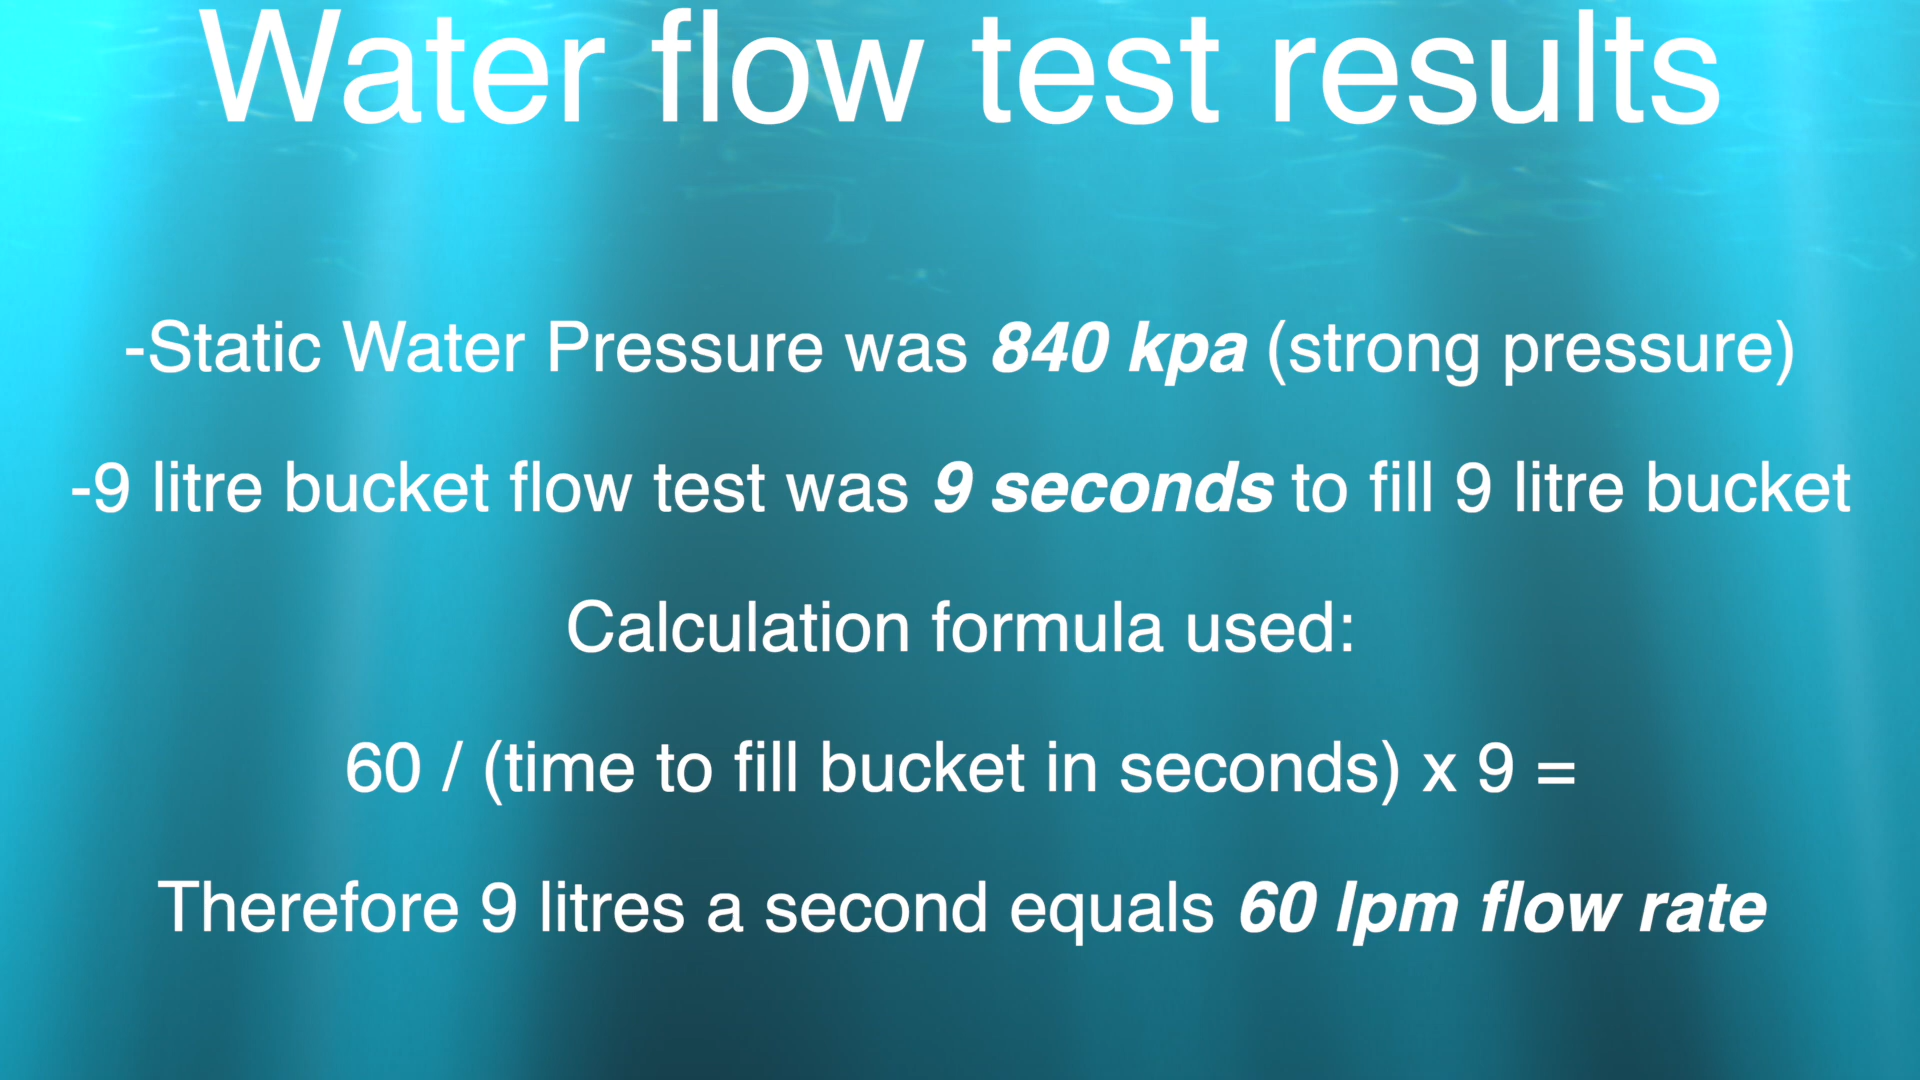 Water flow test results
-Static Water Pressure was 840 kpa (strong pressure)
-9 litre bucket flow test was 9 seconds to fill 9 litre bucket
Calculation formula used:
60 / (time to fill bucket in seconds) x 9 =
Therefore 9 litres a second equals 60 lpm flow rate